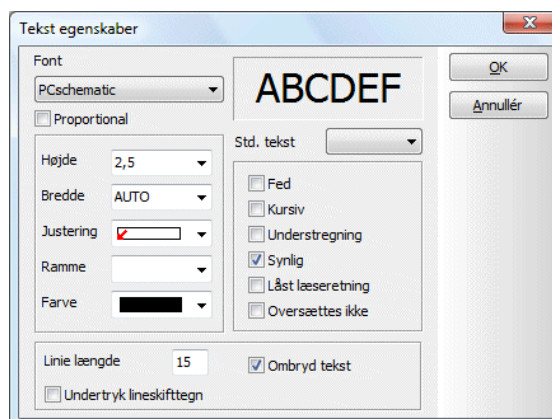 Tekst egenskaber
Font
PCschematic
Proportional
ABCDEF
OK
Annullér
Std. tekst
Højde 2,5
Bredde AUTO
Justering
Ramme
Farve
Fed
Kursiv
Understregning
Synlig
Låst læseretning
Oversættes ikke
Linie længde 15
Ombryd tekst
Undertryk lineskifttegn